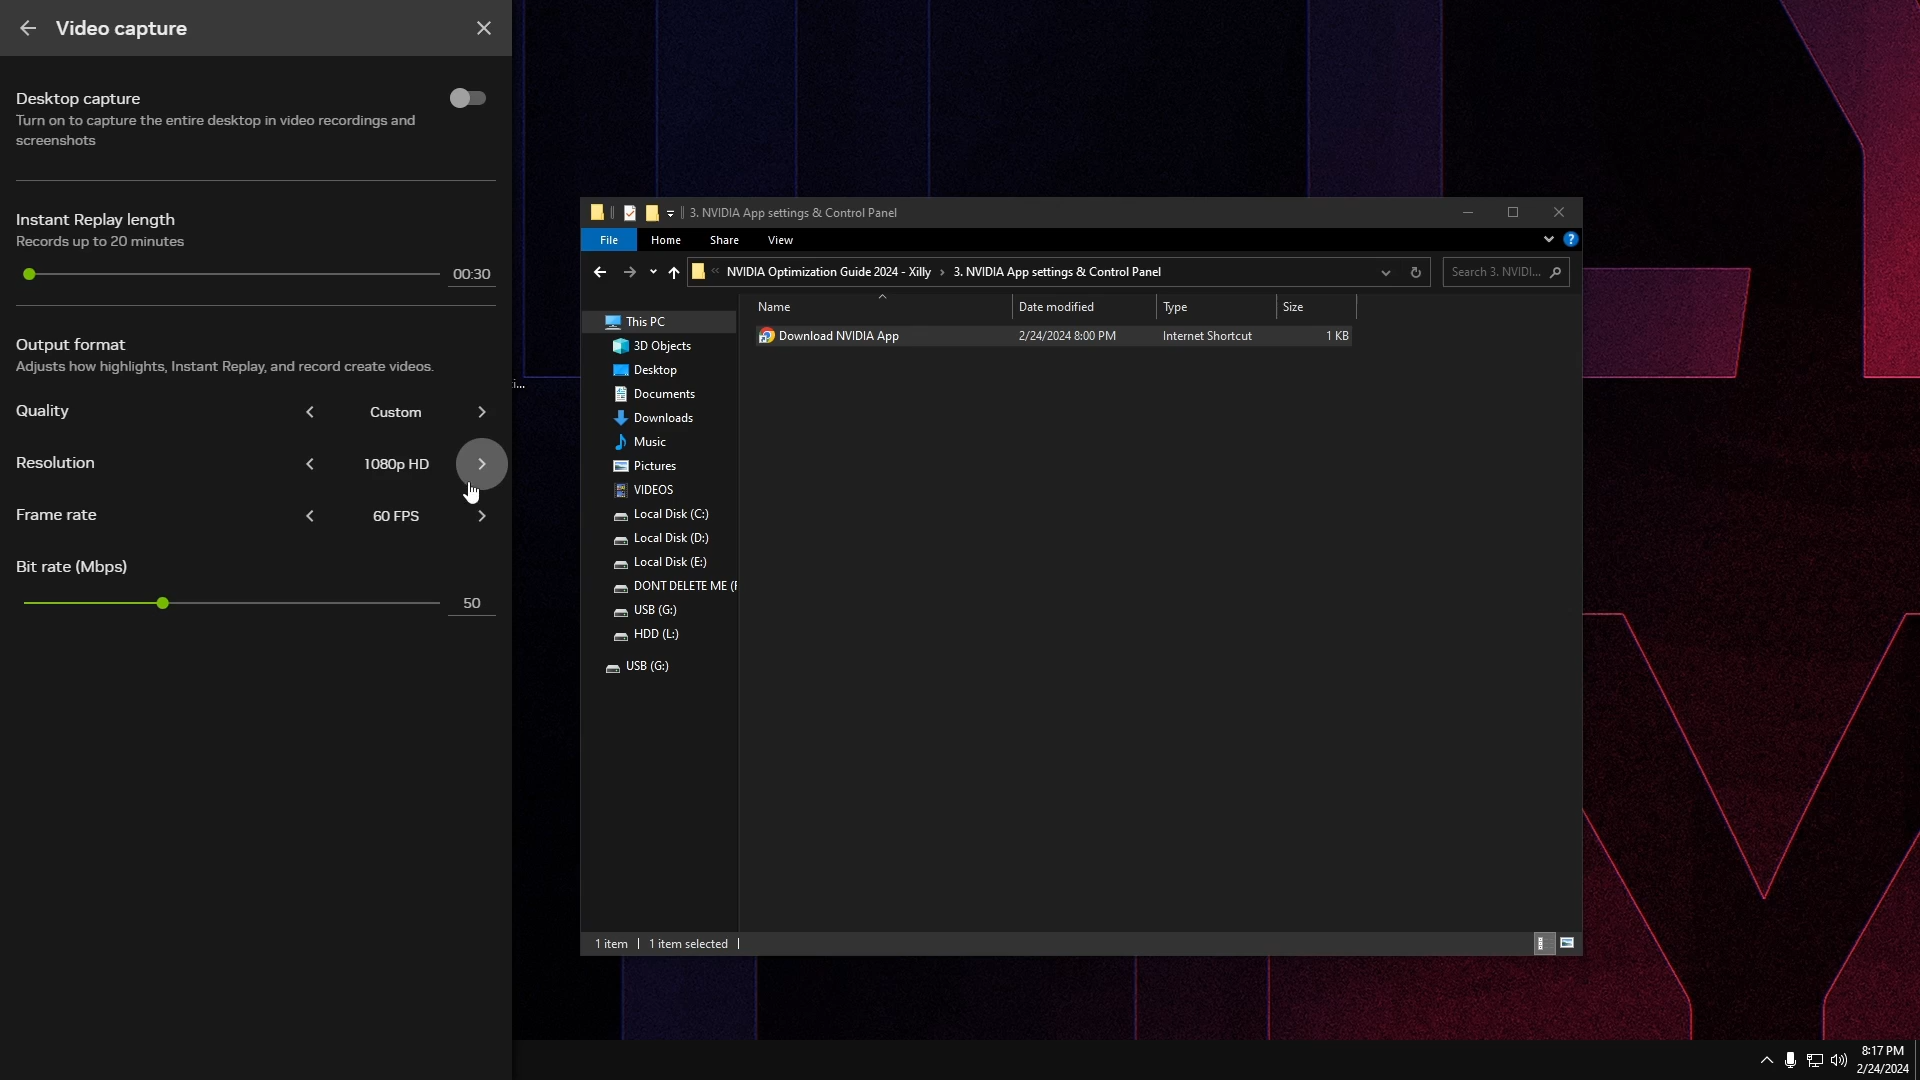 Video capture
Desktop capture
Turn on to capture the entire desktop in video recordings and
screenshots
Instant Replay length
Records up to 20 minutes
00:30
Output format
Adjusts how highlights, Instant Replay, and record create videos.
Quality
Custom
Resolution
1080p HD
Frame rate
60 FPS
Bit rate (Mbps)
50
3. NVIDIA App settings & Control Panel
File
Home
Share
View
NVIDIA Optimization Guide 2024 - Xilly
3. NVIDIA App settings & Control Panel
Search 3. NVIDI...
Name
Date modified
Type
Size
Download NVIDIA App
2/24/2024 8:00 PM
Internet Shortcut
1 KB
This PC
3D Objects
Desktop
Documents
Downloads
Music
Pictures
VIDEOS
Local Disk (C:)
Local Disk (D:)
Local Disk (E:)
DONT DELETE ME (F
USB (G:)
HDD (L:)
USB (G:)
1 item
1 item selected
8:17 PM
2/24/2024